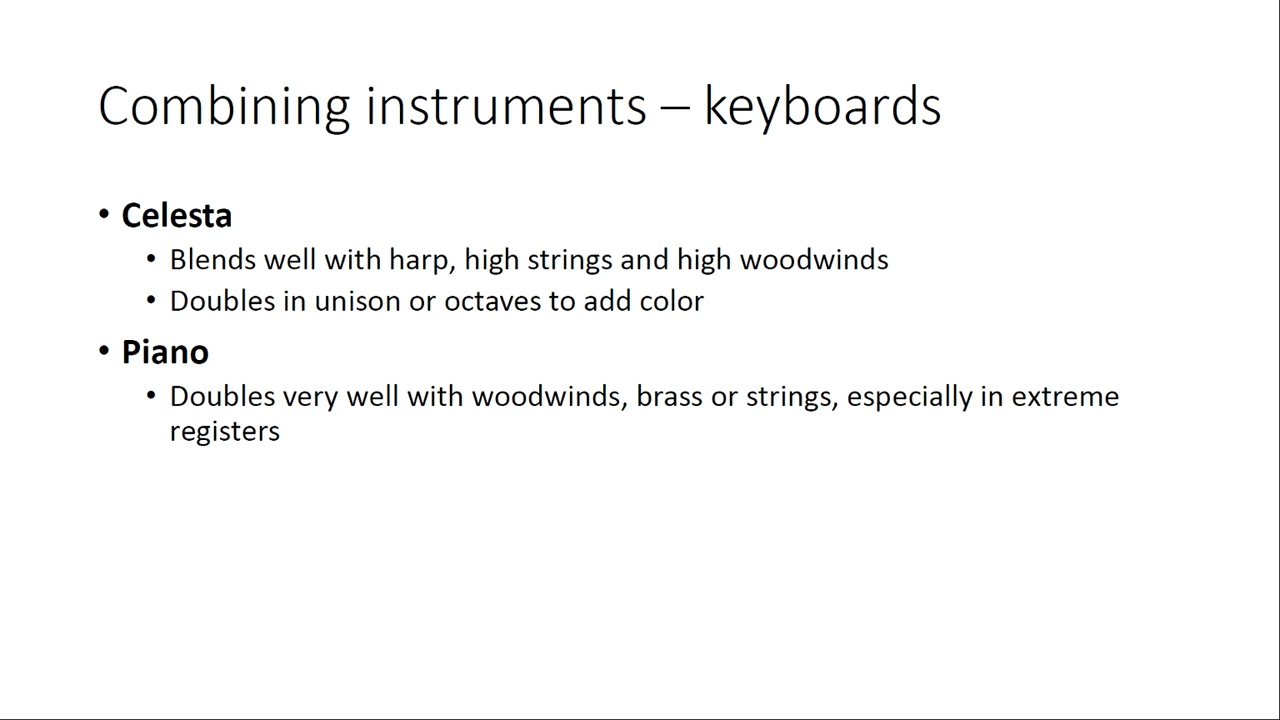 Combining instruments – keyboards
• Celesta
• Blends well with harp, high strings and high woodwinds
• Doubles in unison or octaves to add color
• Piano
• Doubles very well with woodwinds, brass or strings, especially in extreme
registers